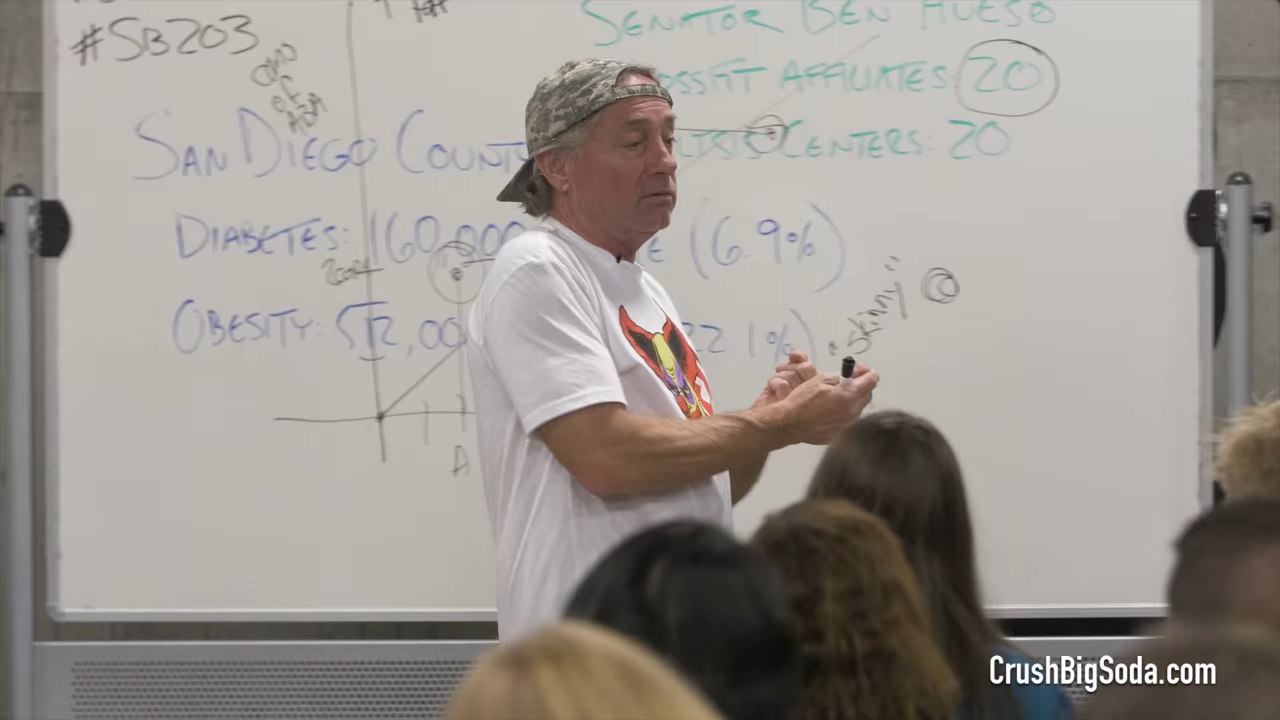 #SB203
SENATOR BEN HUESO
AFFILIATES: 20
SAN DIEGO COUNT
CENTERS: 20
DIABETES: 160,000 (6.9%)
OBESITY: 512,00 22.1%)
"skinny"
A
CrushBigSoda.com